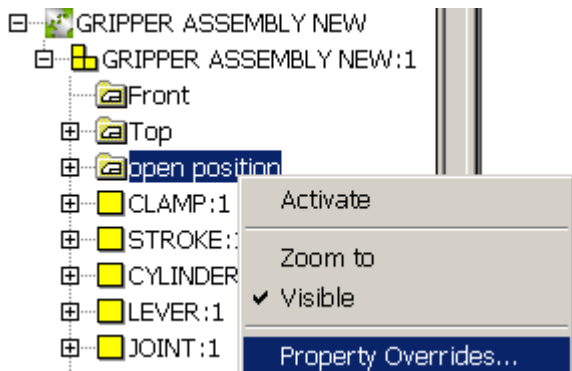 GRIPPER ASSEMBLY NEW
GRIPPER ASSEMBLY NEW:1
Front
Top
open position
CLAMP:1
Activate
STROKE:
Zoom to
CYLINDER
Visible
LEVER:1
JOINT:1
Property Overrides...